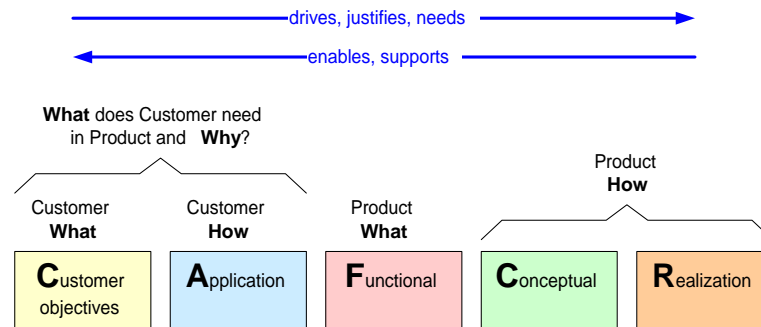 drives, justifies, needs
enables, supports
What does Customer need
in Product and Why?
Product
How
Customer
What
Customer
How
Product
What
Customer
objectives
Application
Functional
Conceptual
Realization